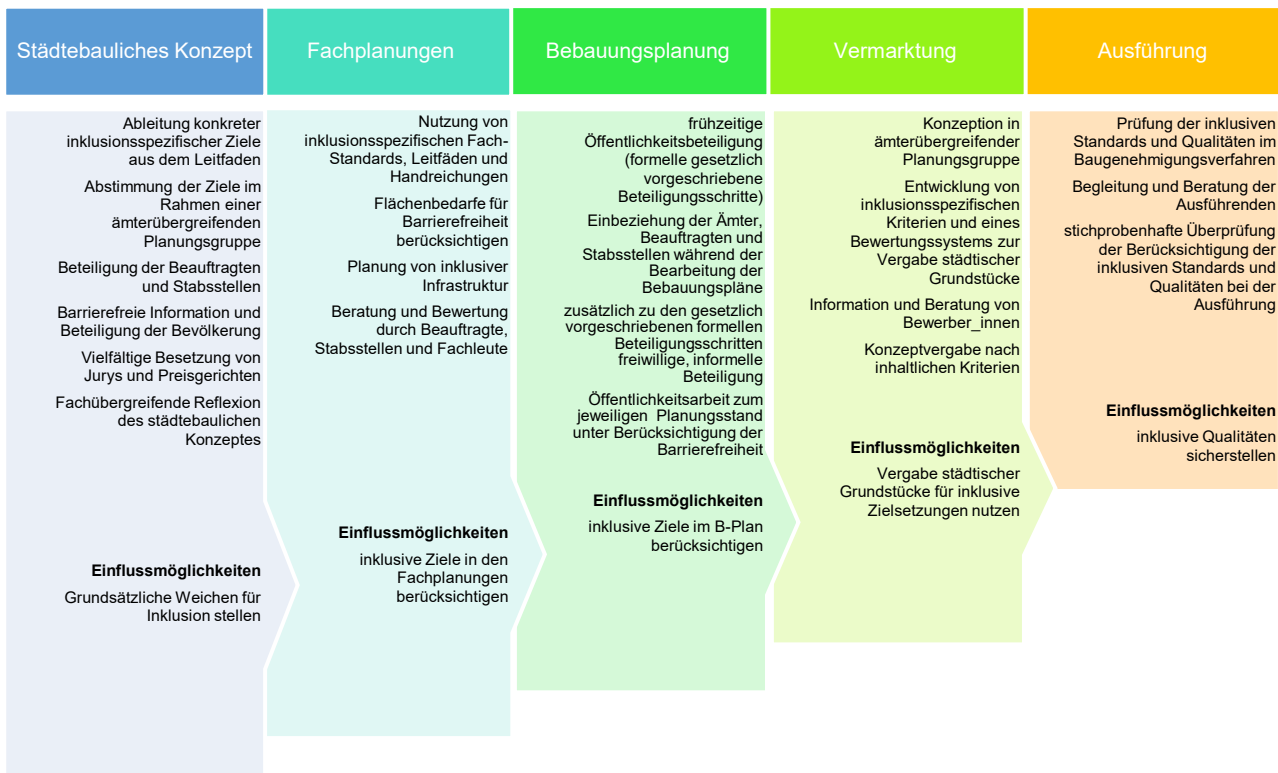 Städtebauliches Konzept
Fachplanungen
Bebauungsplanung
Vermarktung
Ausführung
Ableitung konkreter
inklusionsspezifischer Ziele
aus dem Leitfaden
Abstimmung der Ziele im
Rahmen einer
ämterübergreifenden
Planungsgruppe
Beteiligung der Beauftragten
und Stabsstellen
Barrierefreie Information und
Beteiligung der Bevölkerung
Vielfältige Besetzung von
Jurys und Preisgerichten
Fachübergreifende Reflexion
des städtebaulichen
Konzeptes
Einflussmöglichkeiten
Grundsätzliche Weichen für
Inklusion stellen
Nutzung von
inklusionsspezifischen Fach-
Standards, Leitfäden und
Handreichungen
Flächenbedarfe für
Barrierefreiheit
berücksichtigen
Planung von inklusiver
Infrastruktur
Beratung und Bewertung
durch Beauftragte,
Stabsstellen und Fachleute
Einflussmöglichkeiten
inklusive Ziele in den
Fachplanungen
berücksichtigen
frühzeitige
Öffentlichkeitsbeteiligung
(formelle gesetzlich
vorgeschriebene
Beteiligungsschritte)
Einbeziehung der Ämter,
Beauftragten und
Stabsstellen während der
Bearbeitung der
Bebauungspläne
zusätzlich zu den gesetzlich
vorgeschriebenen formellen
Beteiligungsschritten
freiwillige, informelle
Beteiligung
Öffentlichkeitsarbeit zum
jeweiligen Planungsstand
unter Berücksichtigung der
Barrierefreiheit
Einflussmöglichkeiten
inklusive Ziele im B-Plan
berücksichtigen
Konzeption in
ämterübergreifender
Planungsgruppe
Entwicklung von
inklusionsspezifischen
Kriterien und eines
Bewertungssystems zur
Vergabe städtischer
Grundstücke
Information und Beratung von
Bewerber_innen
Konzeptvergabe nach
inhaltlichen Kriterien
Einflussmöglichkeiten
Vergabe städtischer
Grundstücke für inklusive
Zielsetzungen nutzen
Prüfung der inklusiven
Standards und Qualitäten im
Baugenehmigungsverfahren
Begleitung und Beratung der
Ausführenden
stichprobenhafte Überprüfung
der Berücksichtigung der
inklusiven Standards und
Qualitäten bei der
Ausführung
Einflussmöglichkeiten
inklusive Qualitäten
sicherstellen